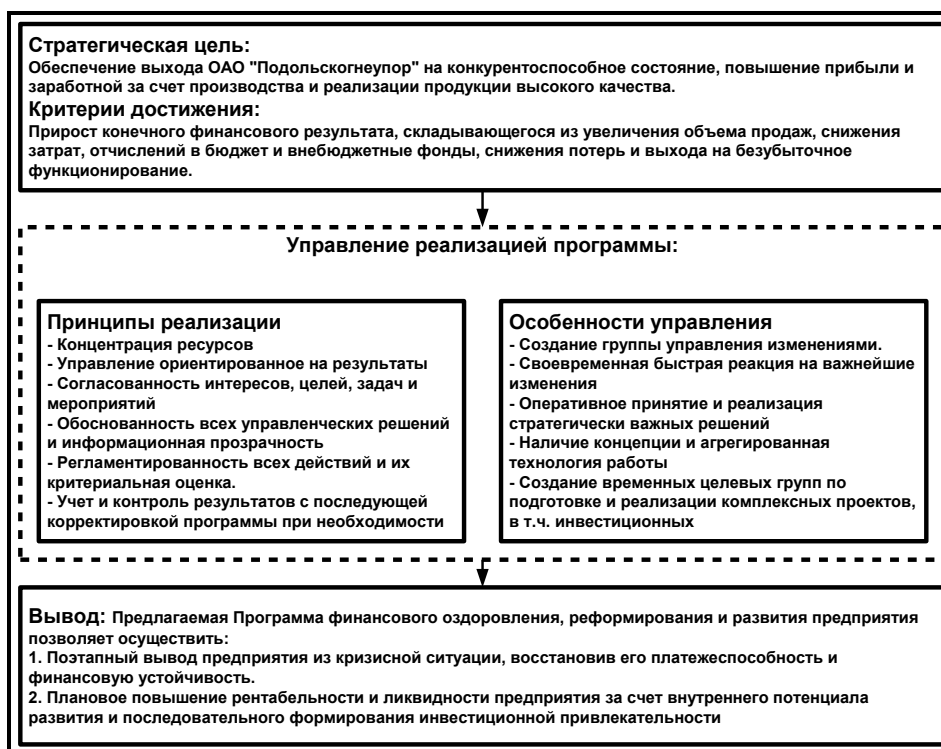 Стратегическая цель:
Обеспечение выхода ОАО "Подольскогнеупор" на конкурентоспособное состояние, повышение прибыли и
заработной за счет производства и реализации продукции высокого качества.
Критерии достижения:
Прирост конечного финансового результата, складывающегося из увеличения объема продаж, снижения
затрат, отчислений в бюджет и внебюджетные фонды, снижения потерь и выхода на безубыточное
функционирование.
Управление реализацией программы:
Принципы реализации
- Концентрация ресурсов
- Управление ориентированное на результаты
- Согласованность интересов, целей, задач и
мероприятий
- Обоснованность всех управленческих решений
и информационная прозрачность
- Регламентированность всех действий и их
критериальная оценка.
- Учет и контроль результатов с последующей
корректировкой программы при необходимости
Особенности управления
- Создание группы управления изменениями.
- Своевременная быстрая реакция на важнейшие
изменения
- Оперативное принятие и реализация
стратегически важных решений
- Наличие концепции и агрегированная
технология работы
- Создание временных целевых групп по
подготовке и реализации комплексных проектов,
в т.ч. инвестиционных
Вывод: Предлагаемая Программа финансового оздоровления, реформирования и развития предприятия
позволяет осуществить:
1. Поэтапный вывод предприятия из кризисной ситуации, восстановив его платежеспособность и
финансовую устойчивость.
2. Плановое повышение рентабельности и ликвидности предприятия за счет внутреннего потенциала
развития и последовательного формирования инвестиционной привлекательности